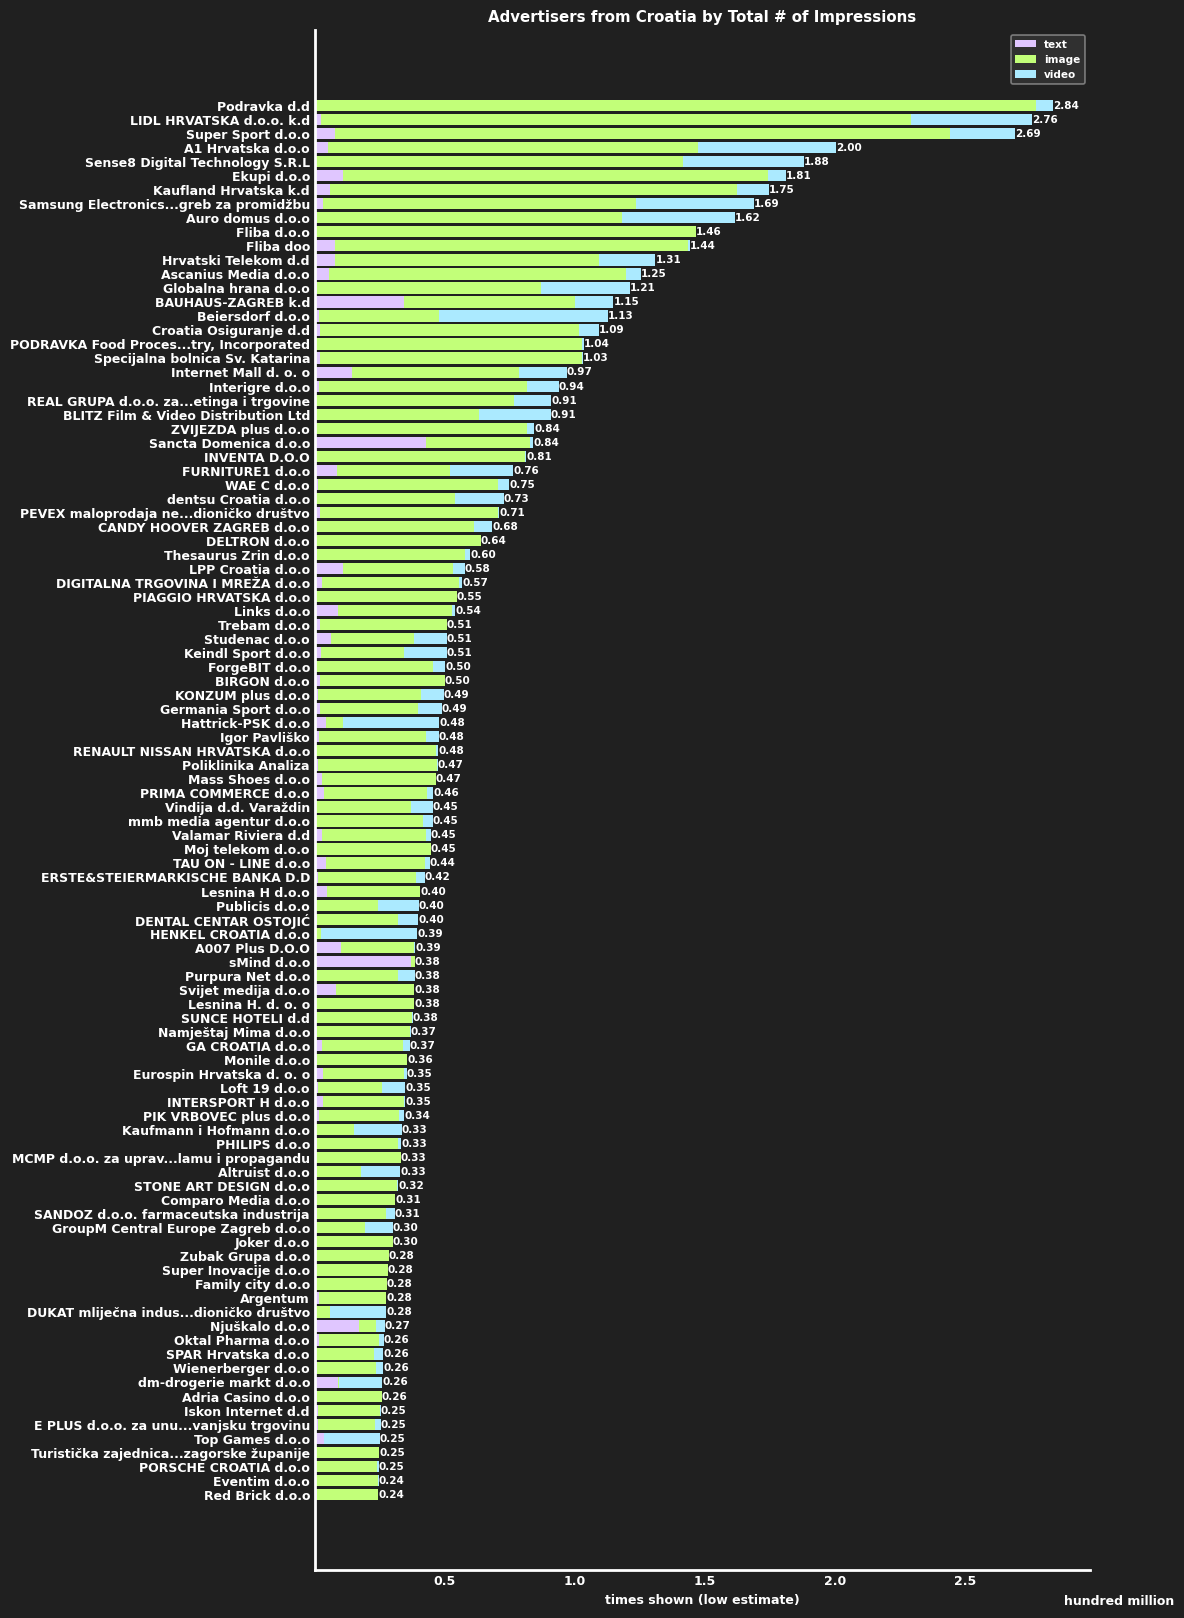 Advertisers from Croatia by Total # of Impressions
text
image
video
Podravka d.d 2.84
LIDL HRVATSKA d.o.o. k.d 2.76
Super Sport d.o.o 2.69
A1 Hrvatska d.o.o 2.00
Sense8 Digital Technology S.R.L 1.88
Ekupi d.o.o 1.81
Kaufland Hrvatska k.d 1.75
Samsung Electronics...greb za promidžbu 1.69
Auro domus d.o.o 1.62
Fliba d.o.o 1.46
Fliba doo 1.44
Hrvatski Telekom d.d 1.31
Ascanius Media d.o.o 1.25
Globalna hrana d.o.o 1.21
BAUHAUS-ZAGREB k.d 1.15
Beiersdorf d.o.o 1.13
Croatia Osiguranje d.d 1.09
PODRAVKA Food Proces...try, Incorporated 1.04
Specijalna bolnica Sv. Katarina 1.03
Internet Mall d. o. o 0.97
Interigre d.o.o 0.94
REAL GRUPA d.o.o. za...etinga i trgovine 0.91
BLITZ Film & Video Distribution Ltd 0.91
ZVIJEZDA plus d.o.o 0.84
Sancta Domenica d.o.o 0.84
INVENTA D.O.O 0.81
FURNITURE1 d.o.o 0.76
WAE C d.o.o 0.75
dentsu Croatia d.o.o 0.73
PEVEX maloprodaja ne...dioničko društvo 0.71
CANDY HOOVER ZAGREB d.o.o 0.68
DELTRON d.o.o 0.64
Thesaurus Zrin d.o.o 0.60
LPP Croatia d.o.o 0.58
DIGITALNA TRGOVINA I MREŽA d.o.o 0.57
PIAGGIO HRVATSKA d.o.o 0.55
Links d.o.o 0.54
Trebam d.o.o 0.51
Studenac d.o.o 0.51
Keindl Sport d.o.o 0.51
ForgeBIT d.o.o 0.50
BIRGON d.o.o 0.50
KONZUM plus d.o.o 0.49
Germania Sport d.o.o 0.49
Hattrick-PSK d.o.o 0.48
Igor Pavliško 0.48
RENAULT NISSAN HRVATSKA d.o.o 0.48
Poliklinika Analiza 0.47
Mass Shoes d.o.o 0.47
PRIMA COMMERCE d.o.o 0.46
Vindija d.d. Varaždin 0.45
mmb media agentur d.o.o 0.45
Valamar Riviera d.d 0.45
Moj telekom d.o.o 0.45
TAU ON - LINE d.o.o 0.44
ERSTE&STEIERMARKISCHE BANKA D.D 0.42
Lesnina H d.o.o 0.40
Publicis d.o.o 0.40
DENTAL CENTAR OSTOJIĆ 0.40
HENKEL CROATIA d.o.o 0.39
A007 Plus D.O.O 0.39
sMind d.o.o 0.38
Purpura Net d.o.o 0.38
Svijet medija d.o.o 0.38
Lesnina H. d. o. o 0.38
SUNCE HOTELI d.d 0.38
Namještaj Mima d.o.o 0.37
GA CROATIA d.o.o 0.37
Monile d.o.o 0.36
Eurospin Hrvatska d. o. o 0.35
Loft 19 d.o.o 0.35
INTERSPORT H d.o.o 0.35
PIK VRBOVEC plus d.o.o 0.34
Kaufmann i Hofmann d.o.o 0.33
PHILIPS d.o.o 0.33
MCMP d.o.o. za uprav...lamu i propagandu 0.33
Altruist d.o.o 0.33
STONE ART DESIGN d.o.o 0.32
Comparo Media d.o.o 0.31
SANDOZ d.o.o. farmaceutska industrija 0.31
GroupM Central Europe Zagreb d.o.o 0.30
Joker d.o.o 0.30
Zubak Grupa d.o.o 0.28
Super Inovacije d.o.o 0.28
Family city d.o.o 0.28
Argentum 0.28
DUKAT mliječna indus...dioničko društvo 0.28
Njuškalo d.o.o 0.27
Oktal Pharma d.o.o 0.26
SPAR Hrvatska d.o.o 0.26
Wienerberger d.o.o 0.26
dm-drogerie markt d.o.o 0.26
Adria Casino d.o.o 0.26
Iskon Internet d.d 0.25
E PLUS d.o.o. za unu...vanjsku trgovinu 0.25
Top Games d.o.o 0.25
Turistička zajednica...zagorske županije 0.25
PORSCHE CROATIA d.o.o 0.25
Eventim d.o.o 0.24
Red Brick d.o.o 0.24
0.5 1.0 1.5 2.0 2.5
times shown (low estimate)
hundred million